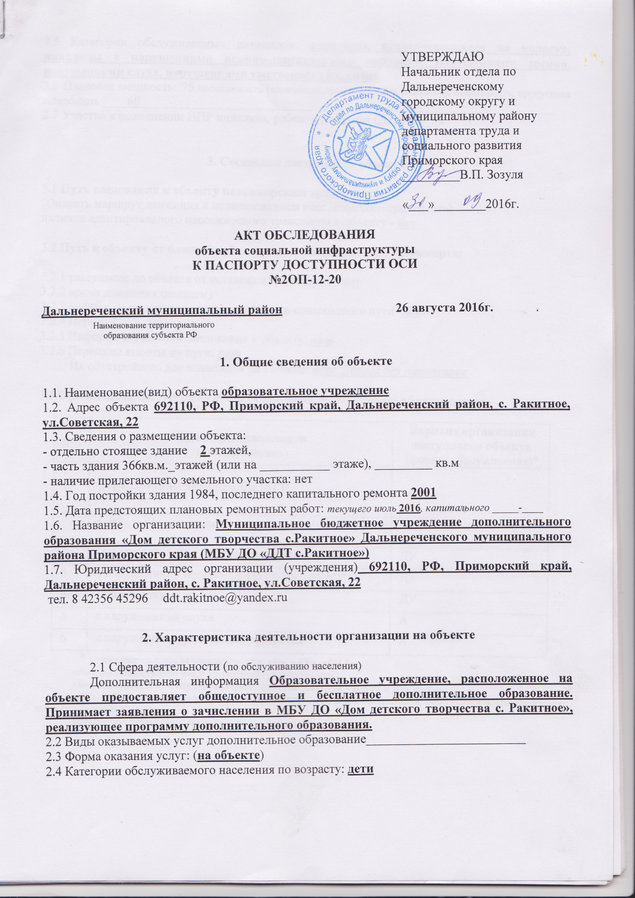 УТВЕРЖДАЮ
Начальник отдела по
Дальнереченскому
городскому округу и
муниципальному району
департамента труда и
социального развития
Приморского края
__________В.П. Зозуля
«___»_________2016г.
АКТ ОБСЛЕДОВАНИЯ
объекта социальной инфраструктуры
К ПАСПОРТУ ДОСТУПНОСТИ ОСИ
№2ОП-12-20
Дальнереченский муниципальный район 26 августа 2016г.
Наименование территориального
образования субъекта РФ
1. Общие сведения об объекте
1.1. Наименование(вид) объекта образовательное учреждение
1.2. Адрес объекта 692110, РФ, Приморский край, Дальнереченский район, с. Ракитное,
ул.Советская, 22
1.3. Сведения о размещении объекта:
- отдельно стоящее здание 2 этажей,
- часть здания 366кв.м._этажей (или на ___________ этаже), _________ кв.м
- наличие прилегающего земельного участка: нет
1.4. Год постройки здания 1984, последнего капитального ремонта 2001
1.5. Дата предстоящих плановых ремонтных работ: текущего июль 2016, капитального _____-____
1.6. Название организации: Муниципальное бюджетное учреждение дополнительного
образования «Дом детского творчества с.Ракитное» Дальнереченского муниципального
района Приморского края (МБУ ДО «ДДТ с.Ракитное»)
1.7. Юридический адрес организации (учреждения) 692110, РФ, Приморский край,
Дальнереченский район, с. Ракитное, ул.Советская, 22
тел. 8 42356 45296 ddt.rakitnoe@yandex.ru
2. Характеристика деятельности организации на объекте
2.1 Сфера деятельности (по обслуживанию населения)
Дополнительная информация Образовательное учреждение, расположенное на
объекте предоставляет общедоступное и бесплатное дополнительное образование.
Принимает заявления о зачислении в МБУ ДО «Дом детского творчества с. Ракитное»,
реализующее программу дополнительного образования.
2.2 Виды оказываемых услуг дополнительное образование_________________________
2.3 Форма оказания услуг: (на объекте)
2.4 Категории обслуживаемого населения по возрасту: дети